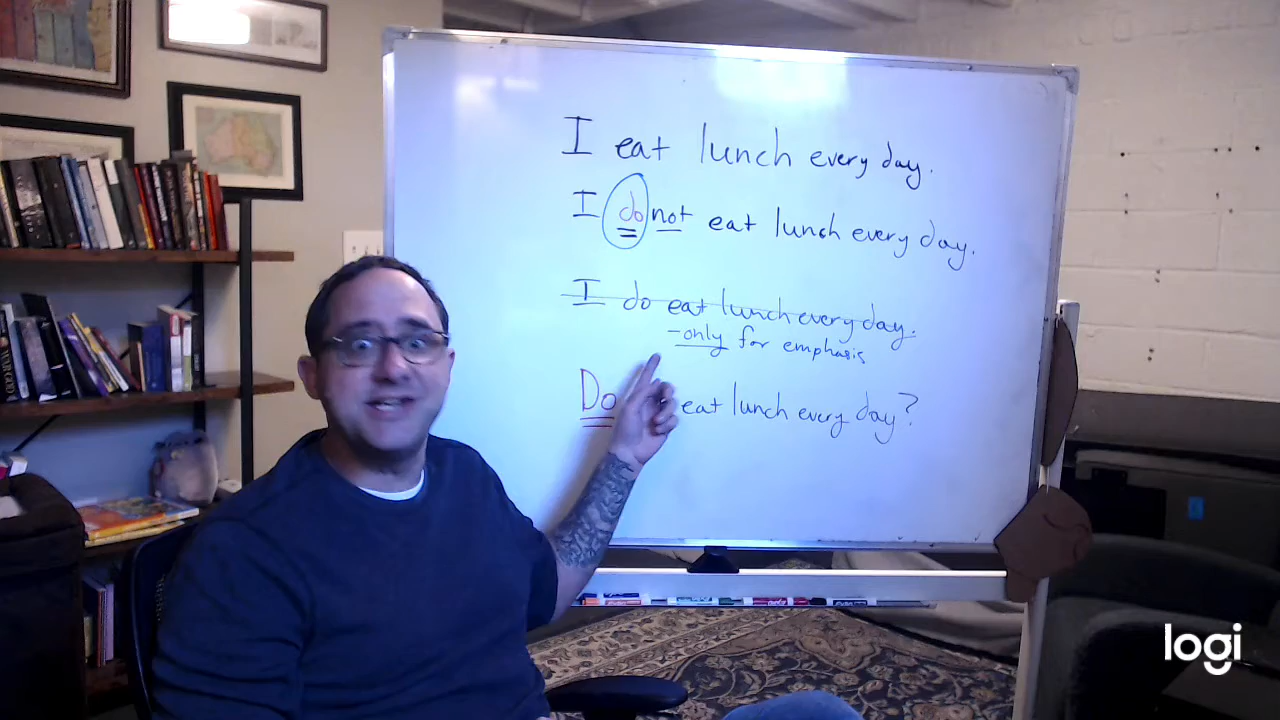 I eat lunch every day.
I do not eat lunch every day.
I do eat lunch every day.
-only for emphasis
Do eat lunch every day?
logi